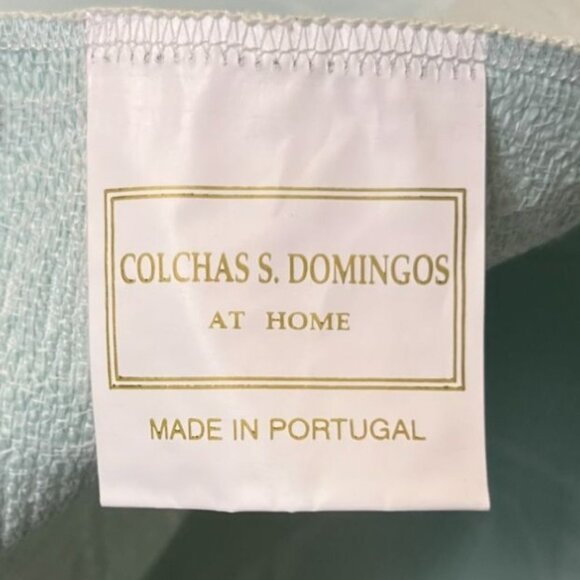 COLCHAS S. DOMINGOS
AT HOME
MADE IN PORTUGAL